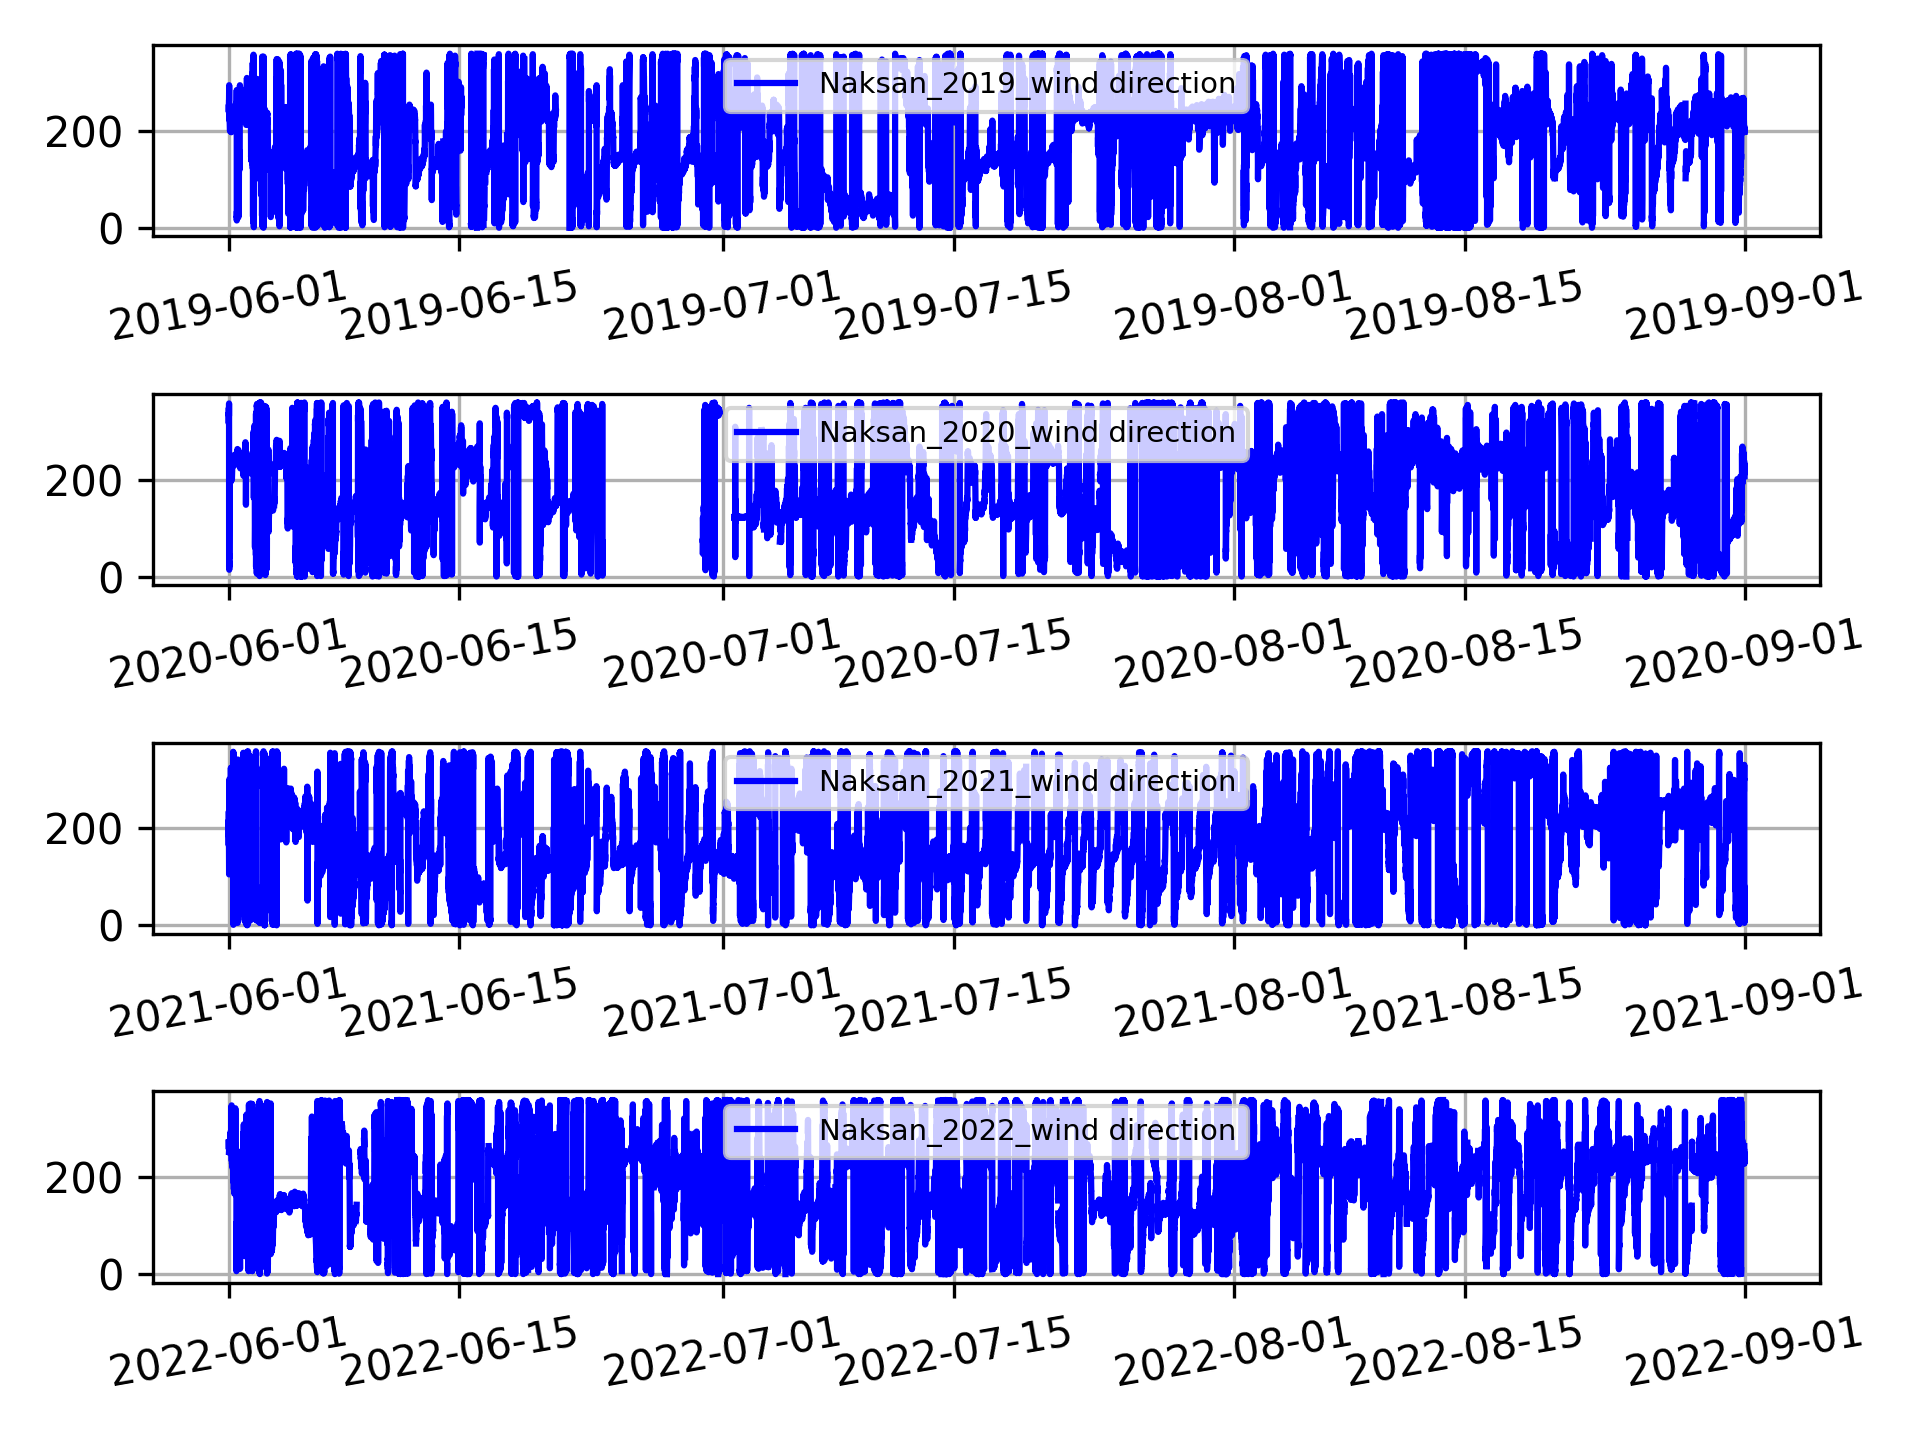 Naksan_2019_wind direction
200
0
2019-06-01 2019-06-15 2019-07-01 2019-07-15 2019-08-01 2019-08-15 2019-09-01
Naksan_2020_wind direction
200
0
2020-06-01 2020-06-15 2020-07-01 2020-07-15 2020-08-01 2020-08-15 2020-09-01
Naksan_2021_wind direction
200
0
2021-06-01 2021-06-15 2021-07-01 2021-07-15 2021-08-01 2021-08-15 2021-09-01
Naksan_2022_wind direction
200
0
2022-06-01 2022-06-15 2022-07-01 2022-07-15 2022-08-01 2022-08-15 2022-09-01